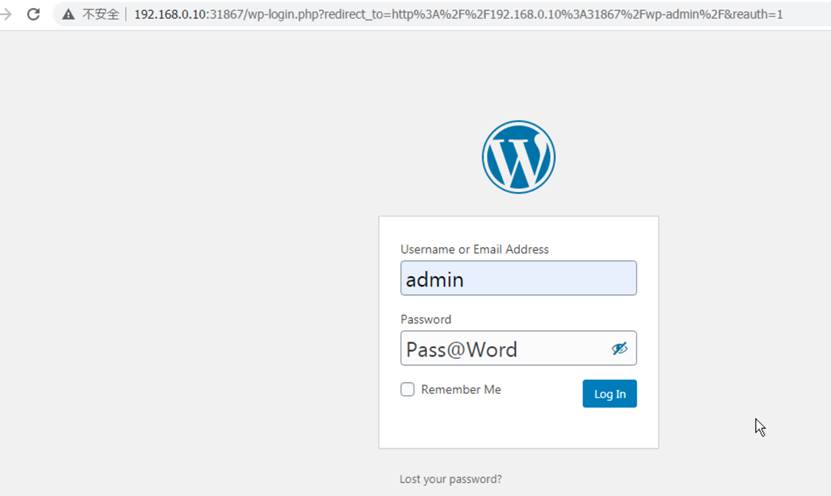 不安全 | 192.168.0.10:31867/wp-login.php?redirect_to=http%3A%2F%2F192.168.0.10%3A31867%2Fwp-admin%2F&reauth=1
W
Username or Email Address
admin
Password
Pass@Word
Remember Me
Log In
Lost your password?